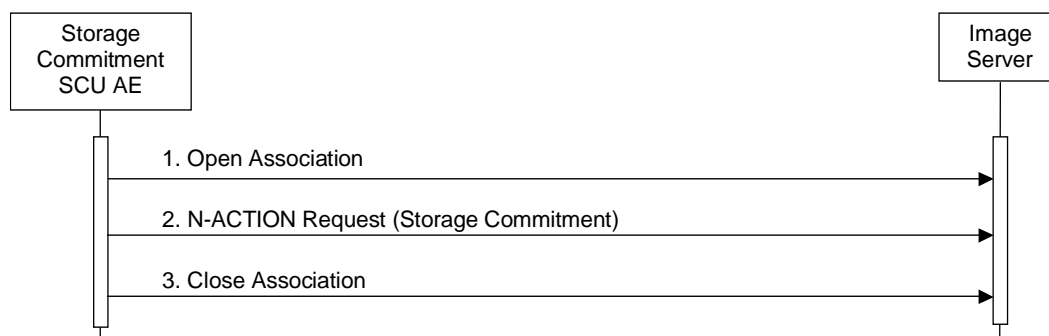 Storage
Commitment
SCU AE
Image
Server
1. Open Association
2. N-ACTION Request (Storage Commitment)
3. Close Association